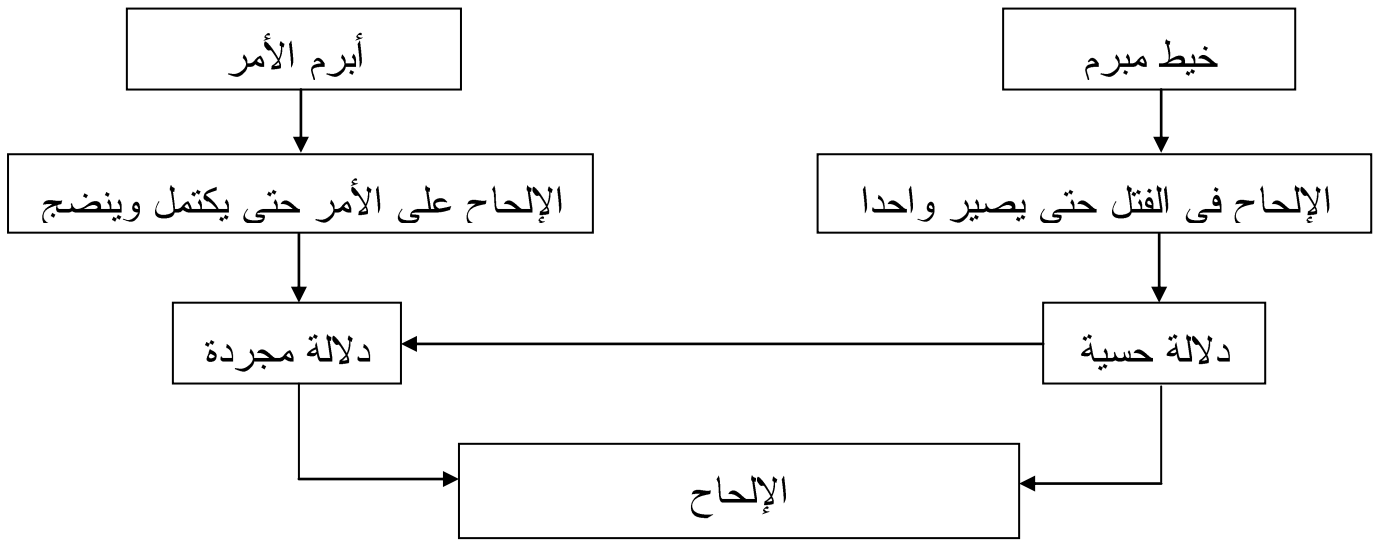 خيط مبرم
أبرم الأمر
الإلحاح فى الفتل حتى يصير واحدا
الإلحاح على الأمر حتى يكتمل وينضج
دلالة حسية
دلالة مجردة
الإلحاح